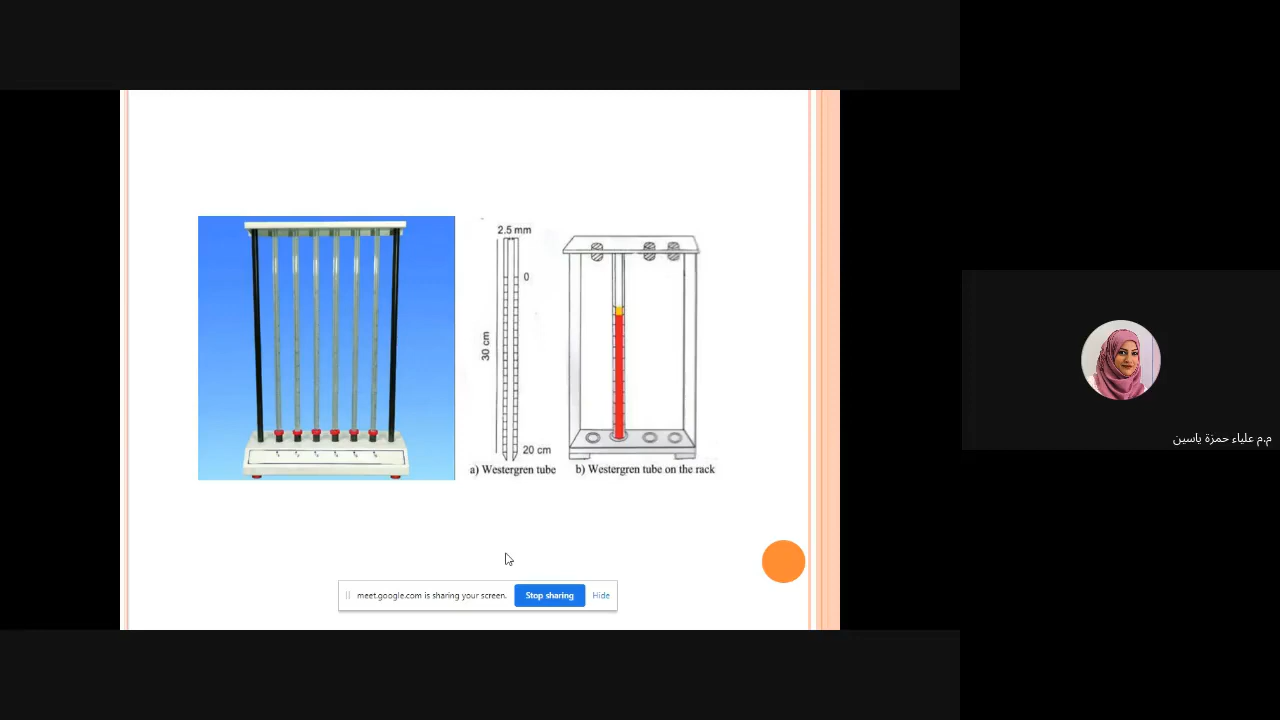 2.5 mm
0
30 cm
20 cm
a) Westergren tube
b) Westergren tube on the rack
meet.google.com is sharing your screen.
Stop sharing
Hide
م.م علياء حمزة ياسين